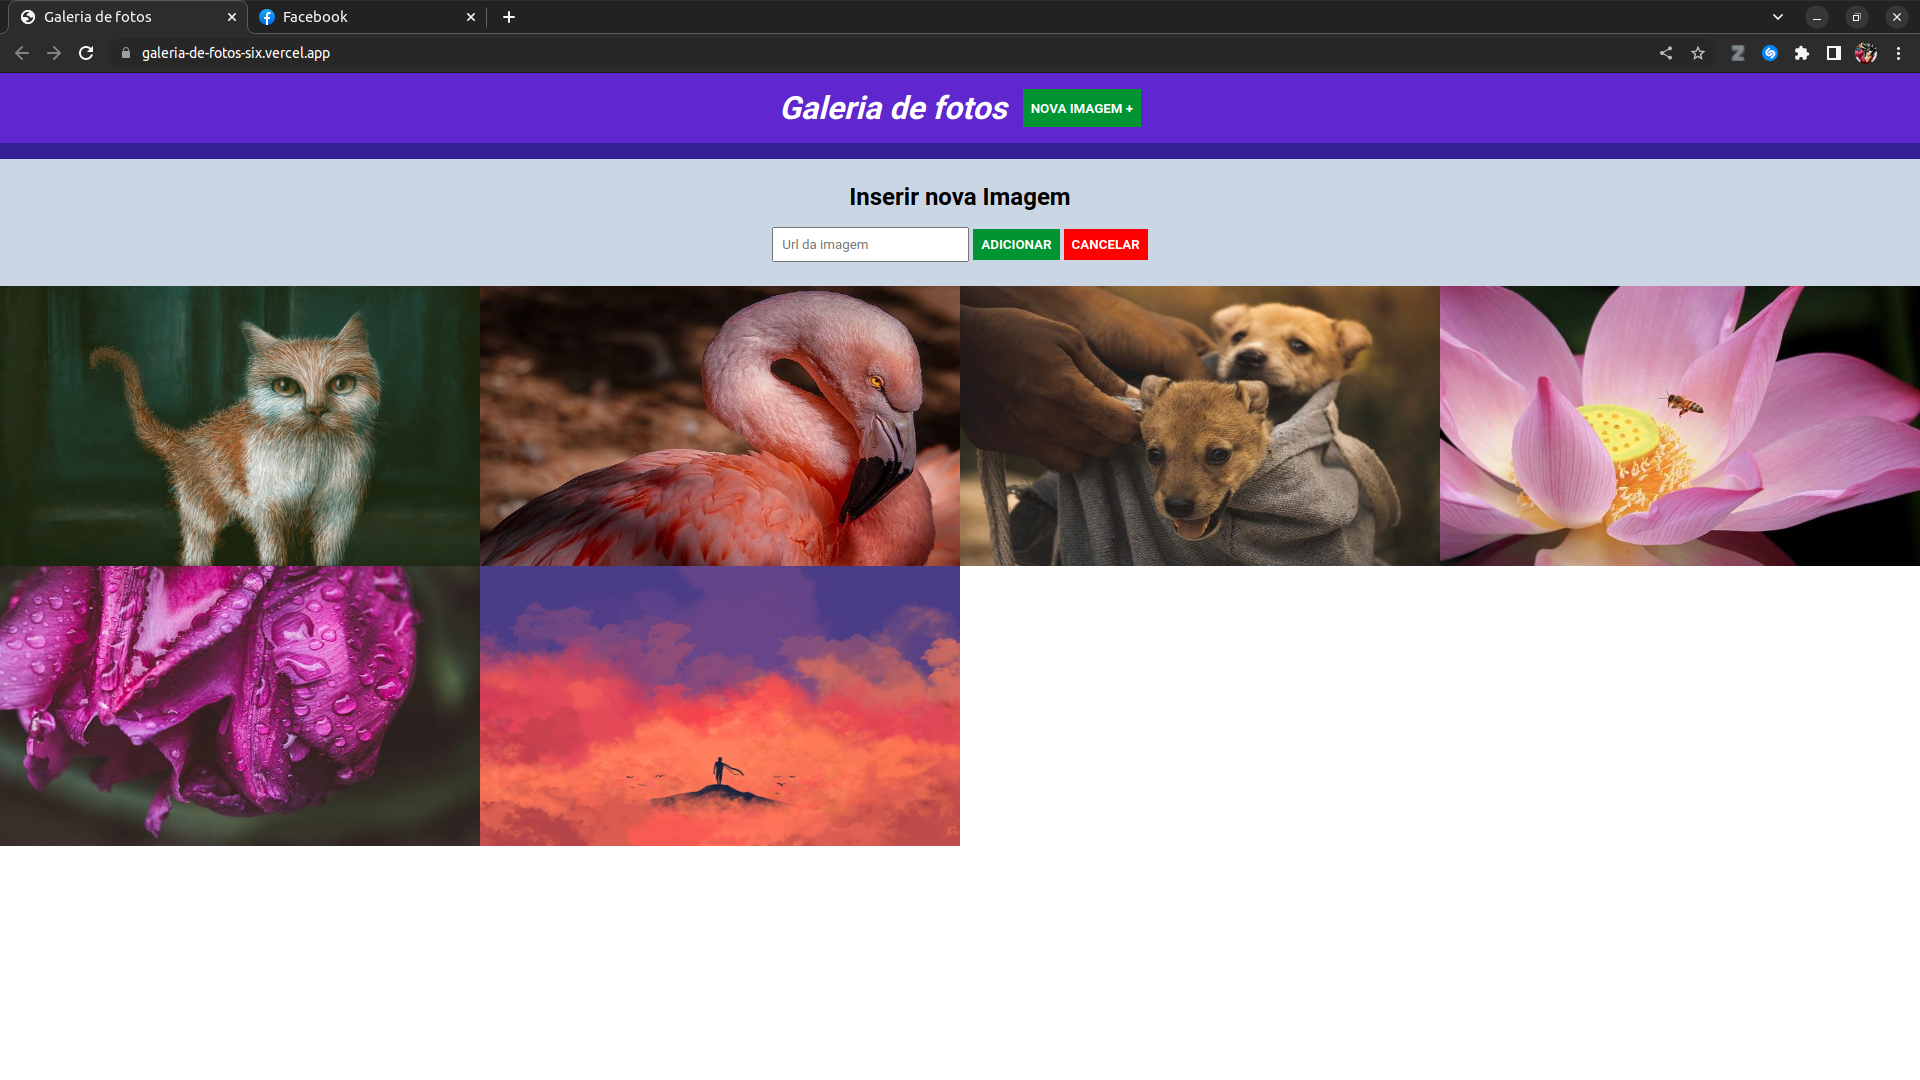 Galeria de fotos
Facebook
galeria-de-fotos-six.vercel.app
Galeria de fotos
NOVA IMAGEM +
Inserir nova Imagem
Url da imagem
ADICIONAR
CANCELAR